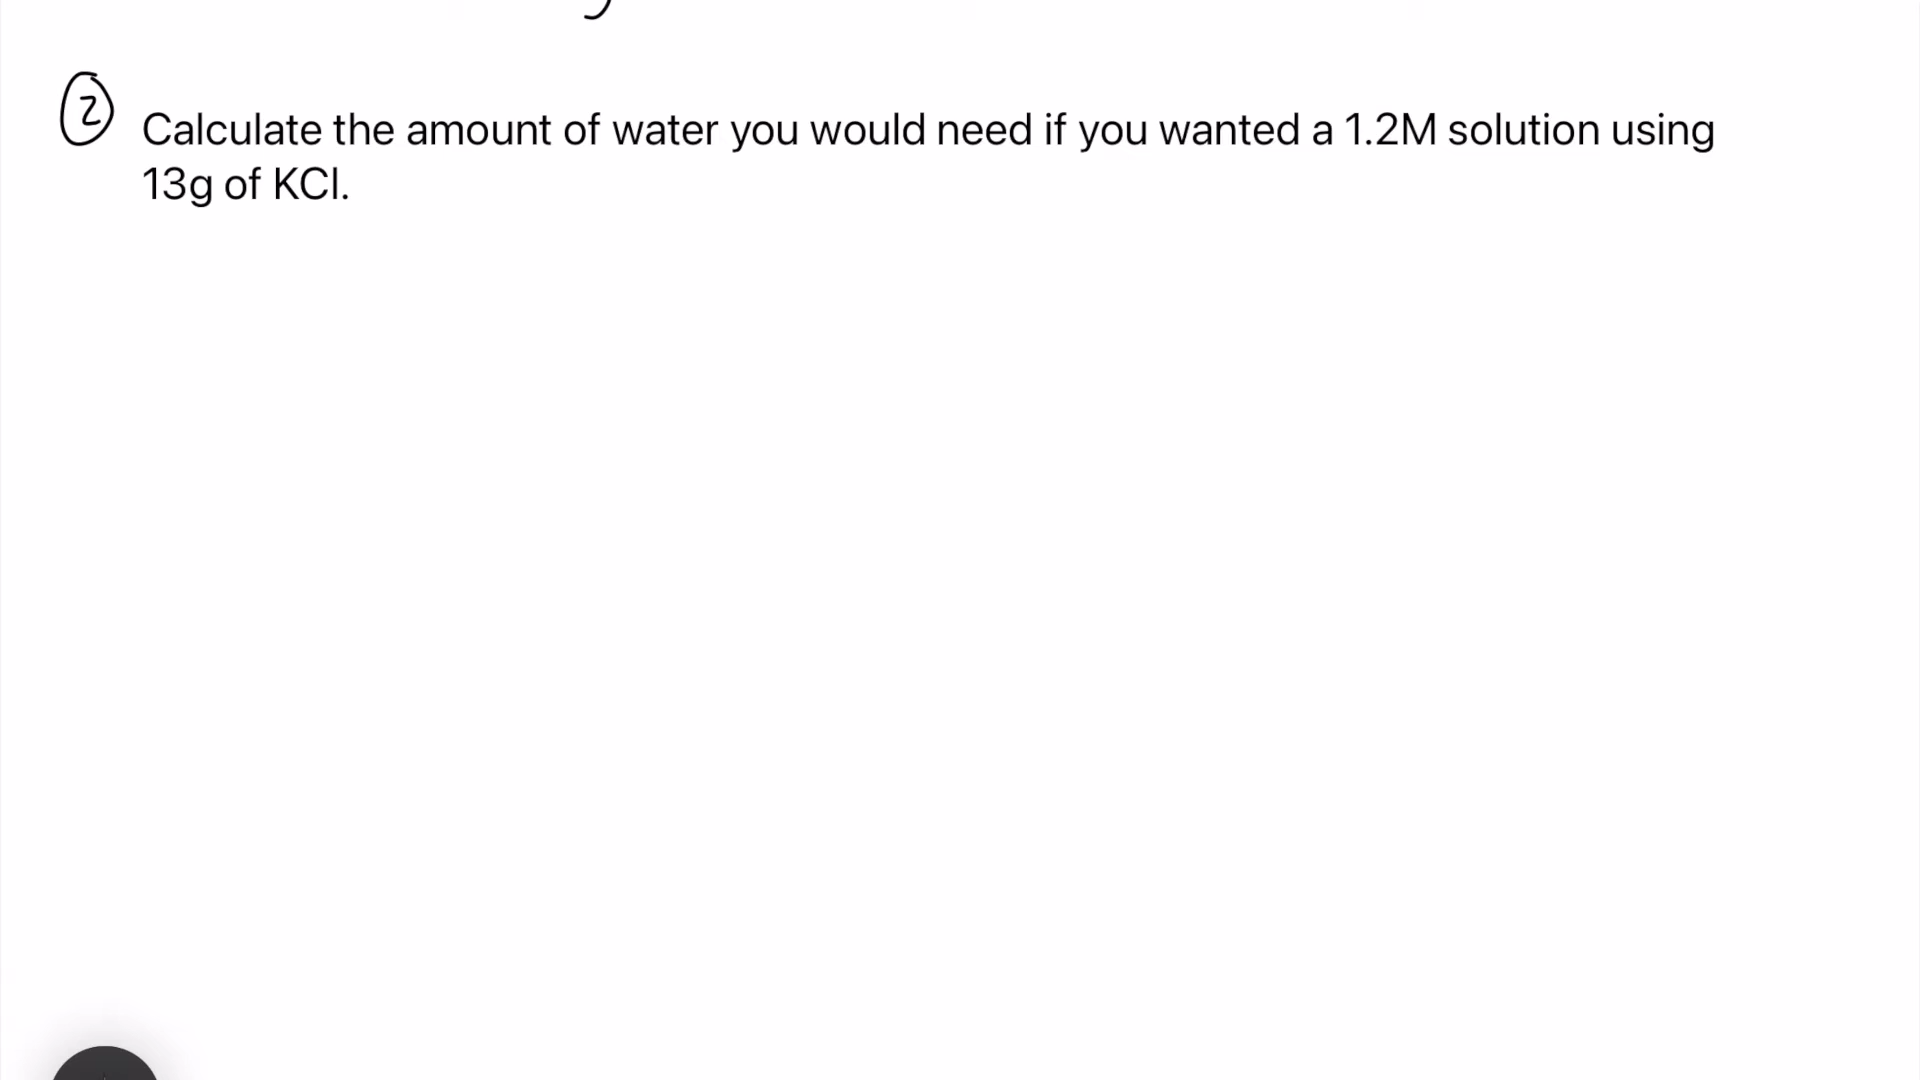 2
Calculate the amount of water you would need if you wanted a 1.2M solution using
13g of KCl.